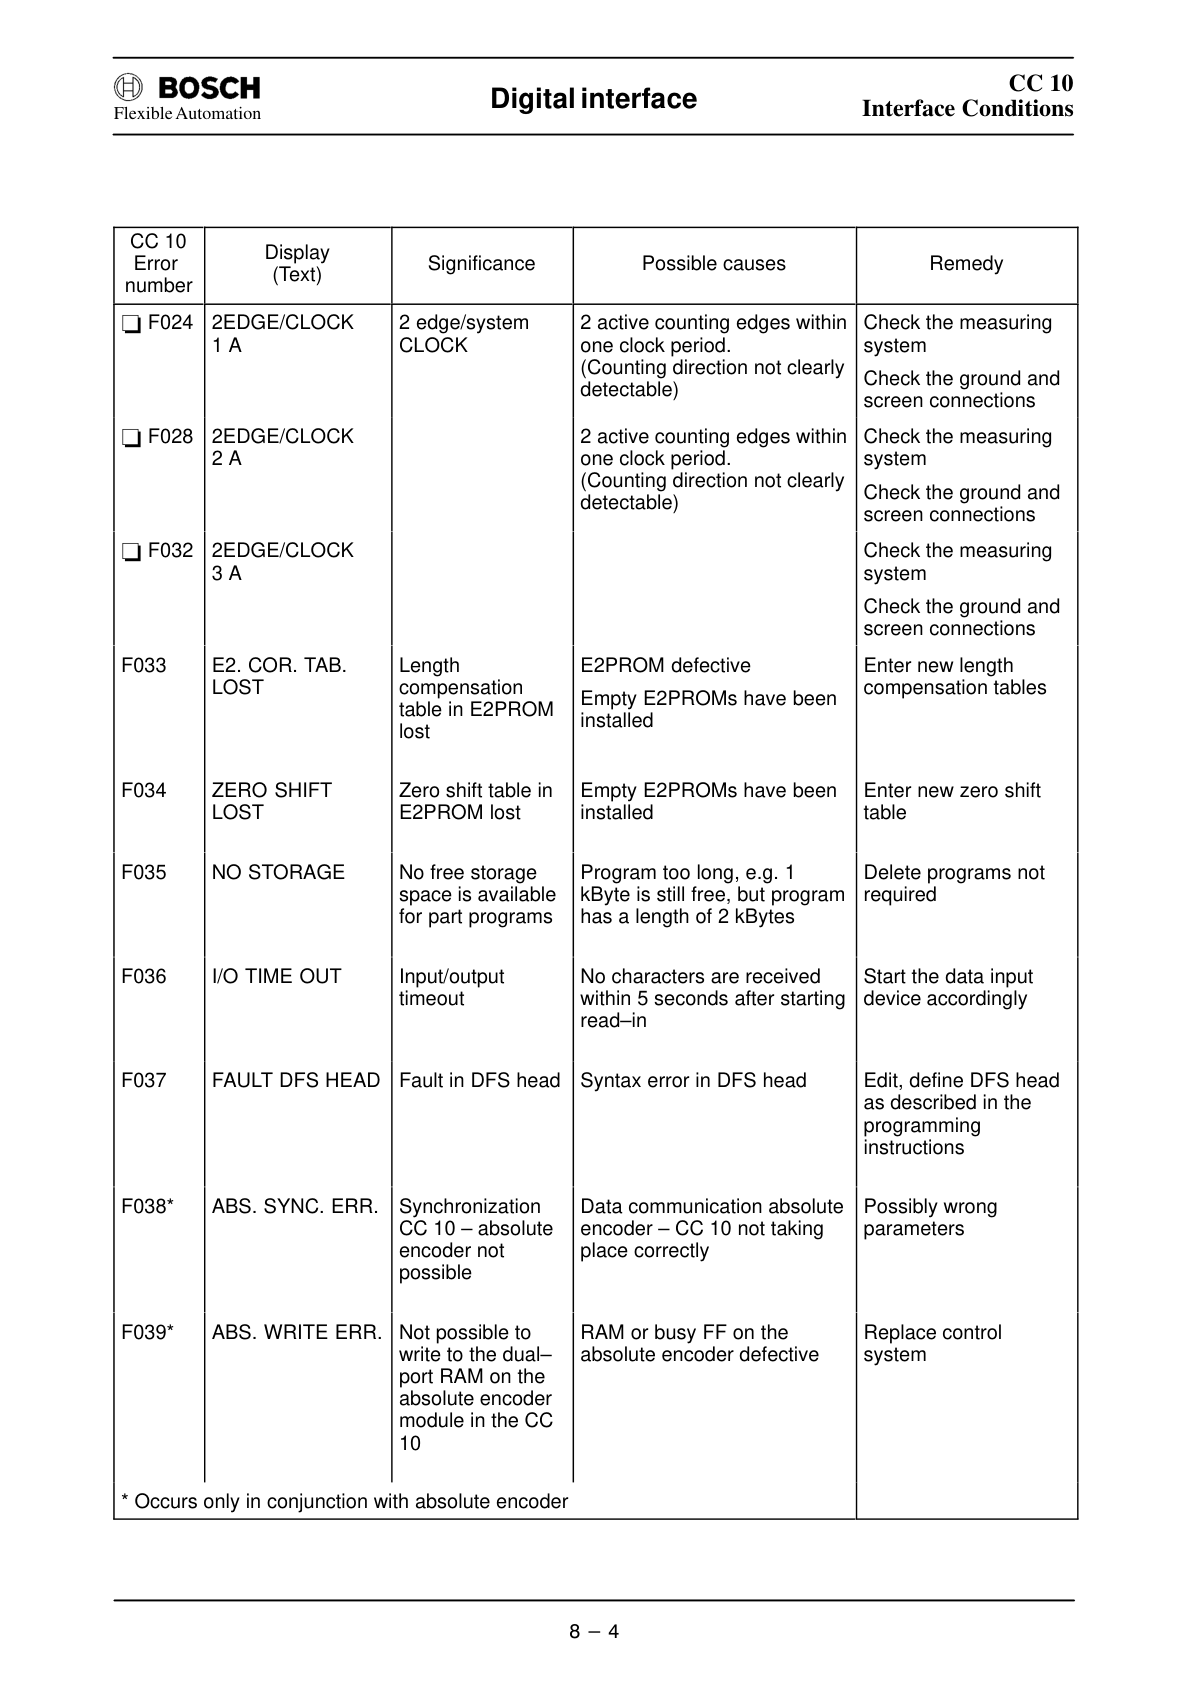 BOSCH
Flexible Automation
Digital interface
CC 10
Interface Conditions
CC 10
Error
number
Display
(Text)
Significance
Possible causes
Remedy
❏ F024
2EDGE/CLOCK
1 A
2 edge/system
CLOCK
2 active counting edges within
one clock period.
(Counting direction not clearly
detectable)
Check the measuring
system
Check the ground and
screen connections
❏ F028
2EDGE/CLOCK
2 A
2 active counting edges within
one clock period.
(Counting direction not clearly
detectable)
Check the measuring
system
Check the ground and
screen connections
❏ F032
2EDGE/CLOCK
3 A
Check the measuring
system
Check the ground and
screen connections
F033
E2. COR. TAB.
LOST
Length
compensation
table in E2PROM
lost
E2PROM defective
Empty E2PROMs have been
installed
Enter new length
compensation tables
F034
ZERO SHIFT
LOST
Zero shift table in
E2PROM lost
Empty E2PROMs have been
installed
Enter new zero shift
table
F035
NO STORAGE
No free storage
space is available
for part programs
Program too long, e.g. 1
kByte is still free, but program
has a length of 2 kBytes
Delete programs not
required
F036
I/O TIME OUT
Input/output
timeout
No characters are received
within 5 seconds after starting
read–in
Start the data input
device accordingly
F037
FAULT DFS HEAD
Fault in DFS head
Syntax error in DFS head
Edit, define DFS head
as described in the
programming
instructions
F038*
ABS. SYNC. ERR.
Synchronization
CC 10 – absolute
encoder not
possible
Data communication absolute
encoder – CC 10 not taking
place correctly
Possibly wrong
parameters
F039*
ABS. WRITE ERR.
Not possible to
write to the dual–
port RAM on the
absolute encoder
module in the CC
10
RAM or busy FF on the
absolute encoder defective
Replace control
system
* Occurs only in conjunction with absolute encoder
8 – 4